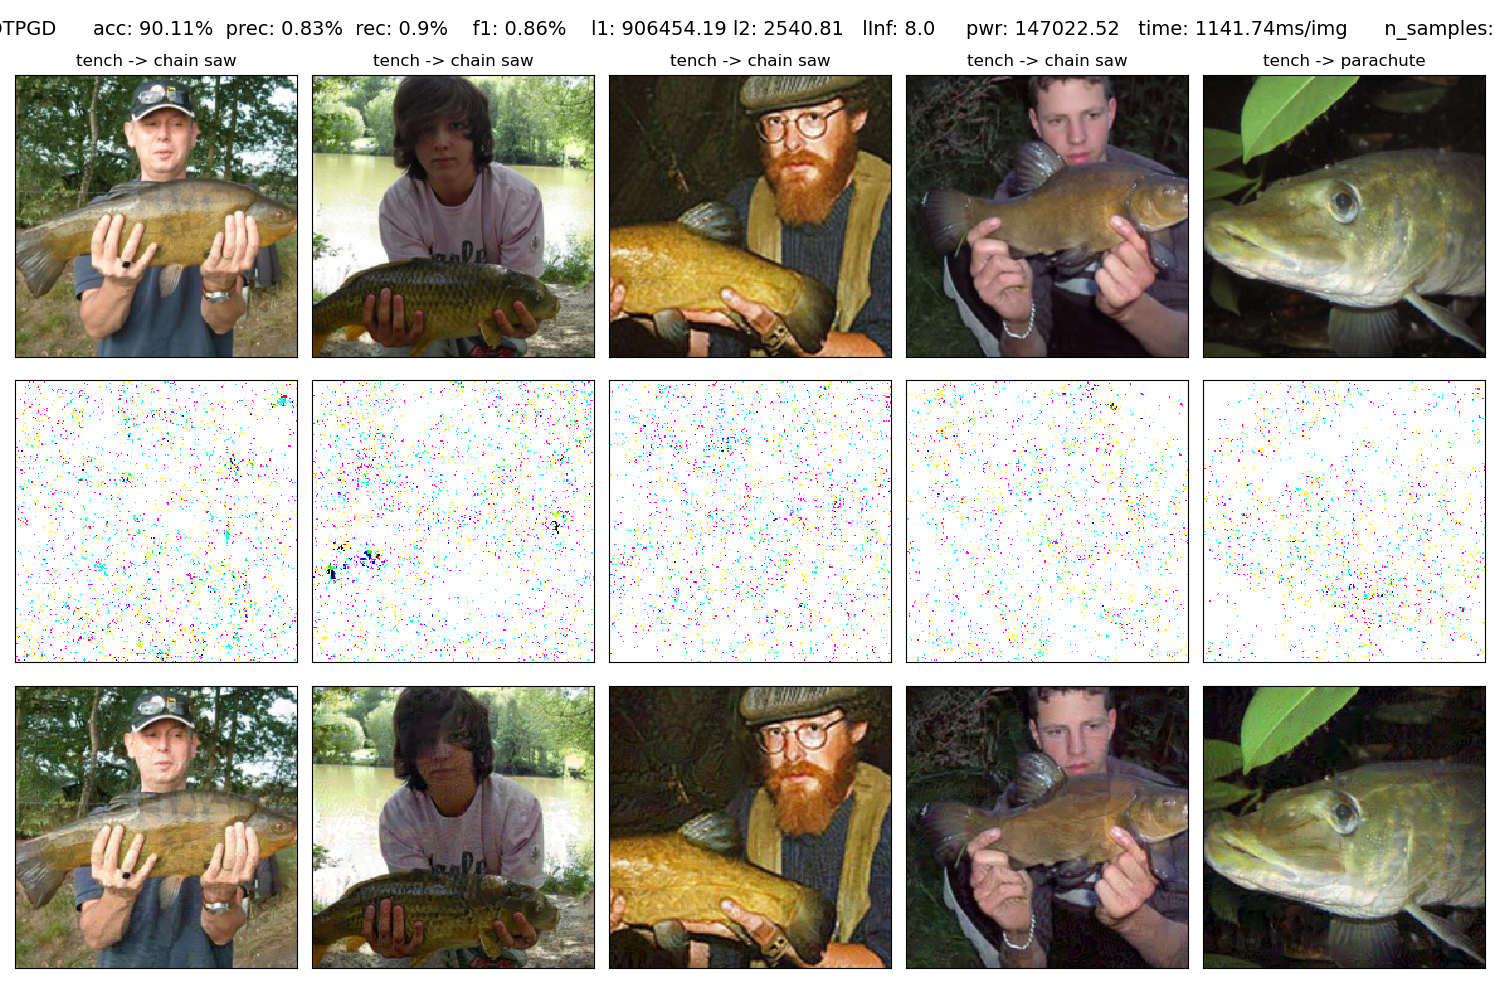 OTPGD acc: 90.11% prec: 0.83% rec: 0.9% f1: 0.86% l1: 906454.19 l2: 2540.81 lInf: 8.0 pwr: 147022.52 time: 1141.74ms/img n_samples:
tench -> chain saw
tench -> chain saw
tench -> chain saw
tench -> chain saw
tench -> parachute